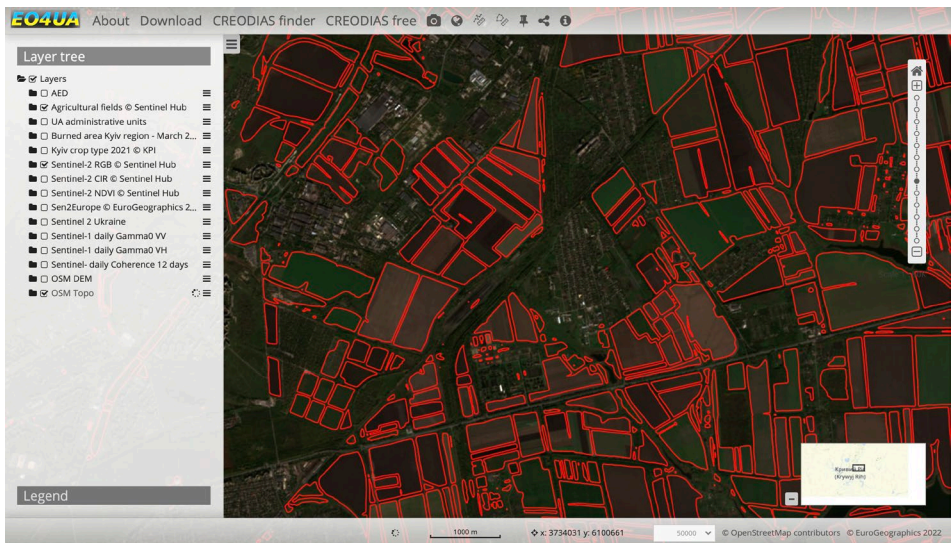 EO4UA About Download CREODIAS finder CREODIAS free
Layer tree
Layers
AED
Agricultural fields © Sentinel Hub
UA administrative units
Burned area Kyiv region - March 2...
Kyiv crop type 2021 © KPI
Sentinel-2 RGB © Sentinel Hub
Sentinel-2 CIR © Sentinel Hub
Sentinel-2 NDVI © Sentinel Hub
Sen2Europe © EuroGeographics 2...
Sentinel 2 Ukraine
Sentinel-1 daily Gamma0 VV
Sentinel-1 daily Gamma0 VH
Sentinel- daily Coherence 12 days
OSM DEM
OSM Topo
Legend
(Krywyj Rih)
1000 m
x: 3734031 y: 6100661
50000
© OpenStreetMap contributors © EuroGeographics 2022